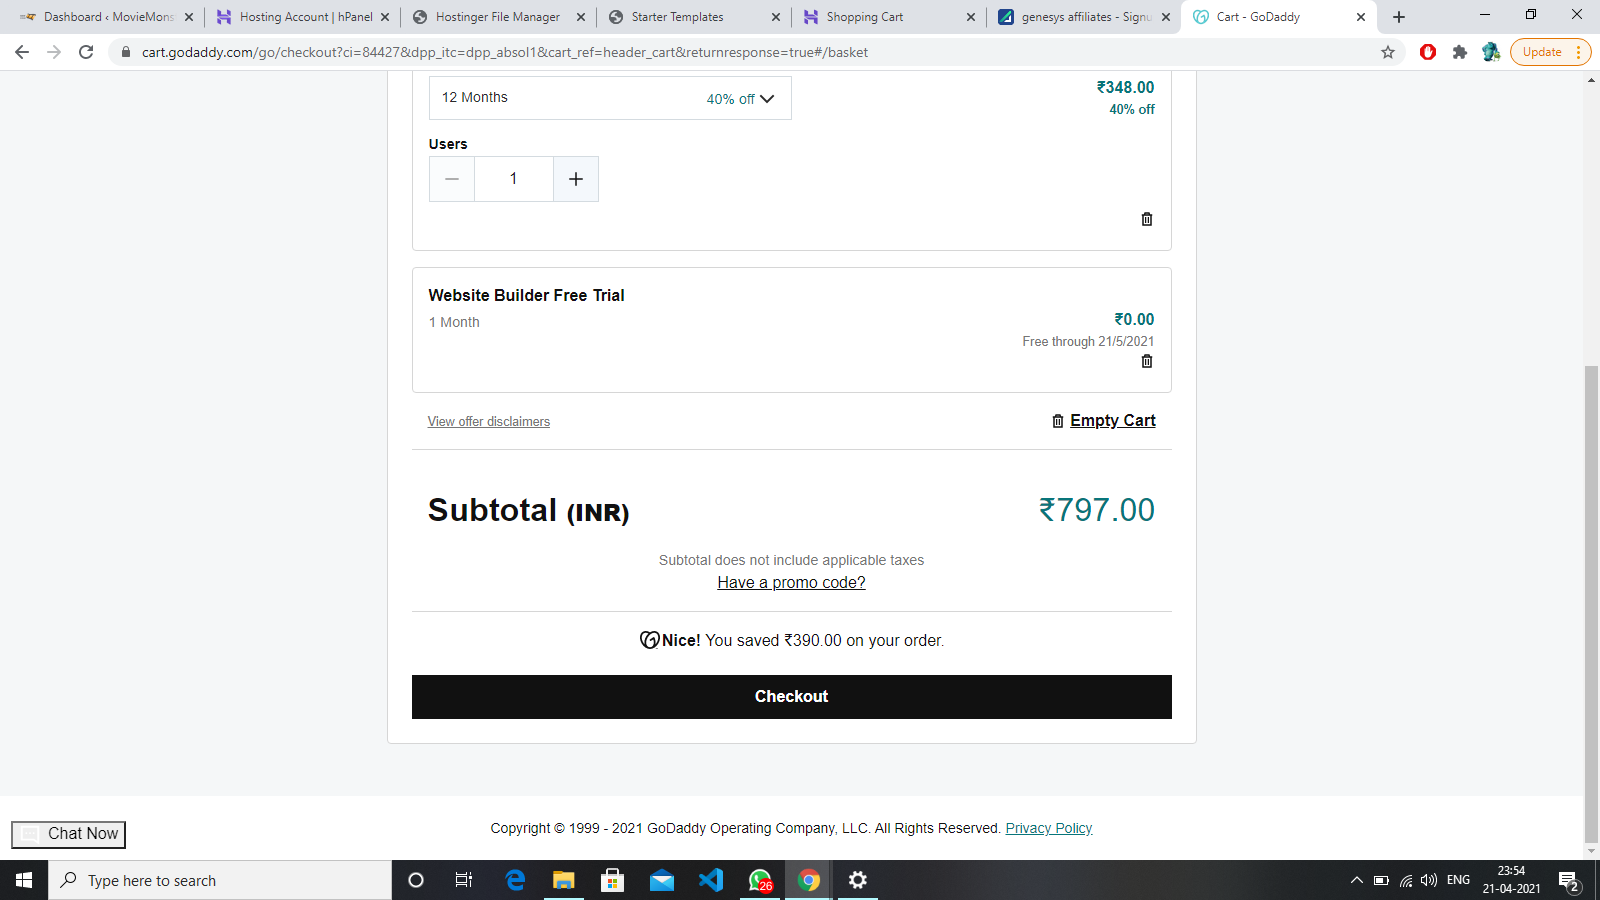 Dashboard ‹ MovieMons
Hosting Account | hPanel
Hostinger File Manager
Starter Templates
Shopping Cart
genesys affiliates - Signu
Cart - GoDaddy
cart.godaddy.com/go/checkout?ci=84427&dpp_itc=dpp_absol1&cart_ref=header_cart&returnresponse=true#/basket
Update
12 Months
40% off
₹348.00
40% off
Users
1
Website Builder Free Trial
1 Month
₹0.00
Free through 21/5/2021
View offer disclaimers
Empty Cart
Subtotal (INR)
₹797.00
Subtotal does not include applicable taxes
Have a promo code?
Nice! You saved ₹390.00 on your order.
Checkout
Chat Now
Copyright © 1999 - 2021 GoDaddy Operating Company, LLC. All Rights Reserved. Privacy Policy
Type here to search
26
ENG
23:54
21-04-2021
2